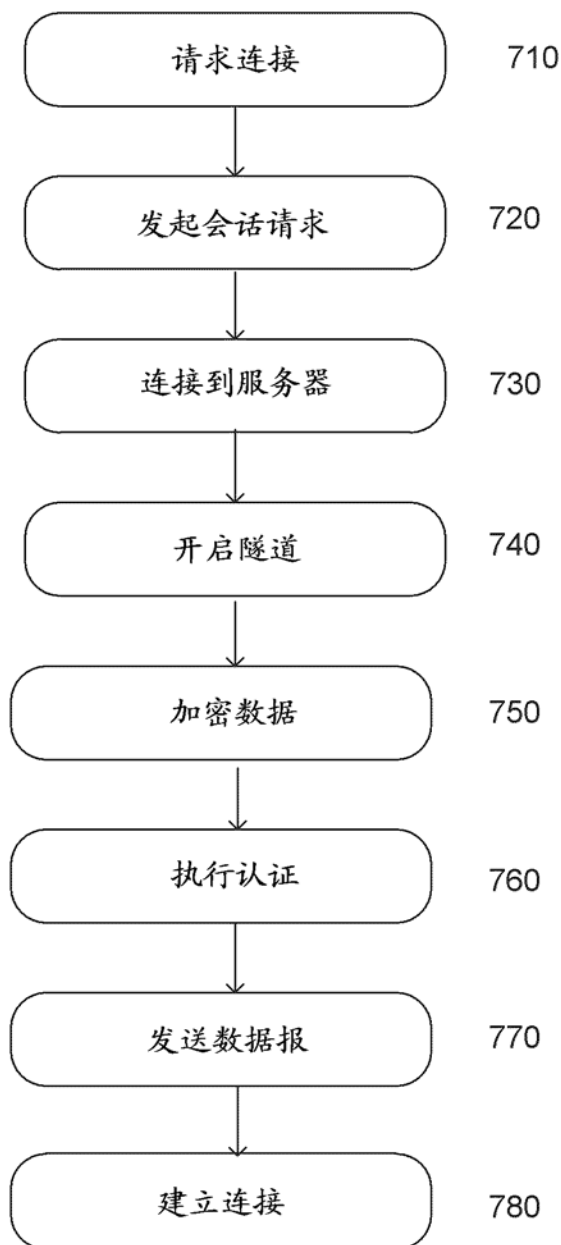 请求连接 710
发起会话请求 720
连接到服务器 730
开启隧道 740
加密数据 750
执行认证 760
发送数据报 770
建立连接 780